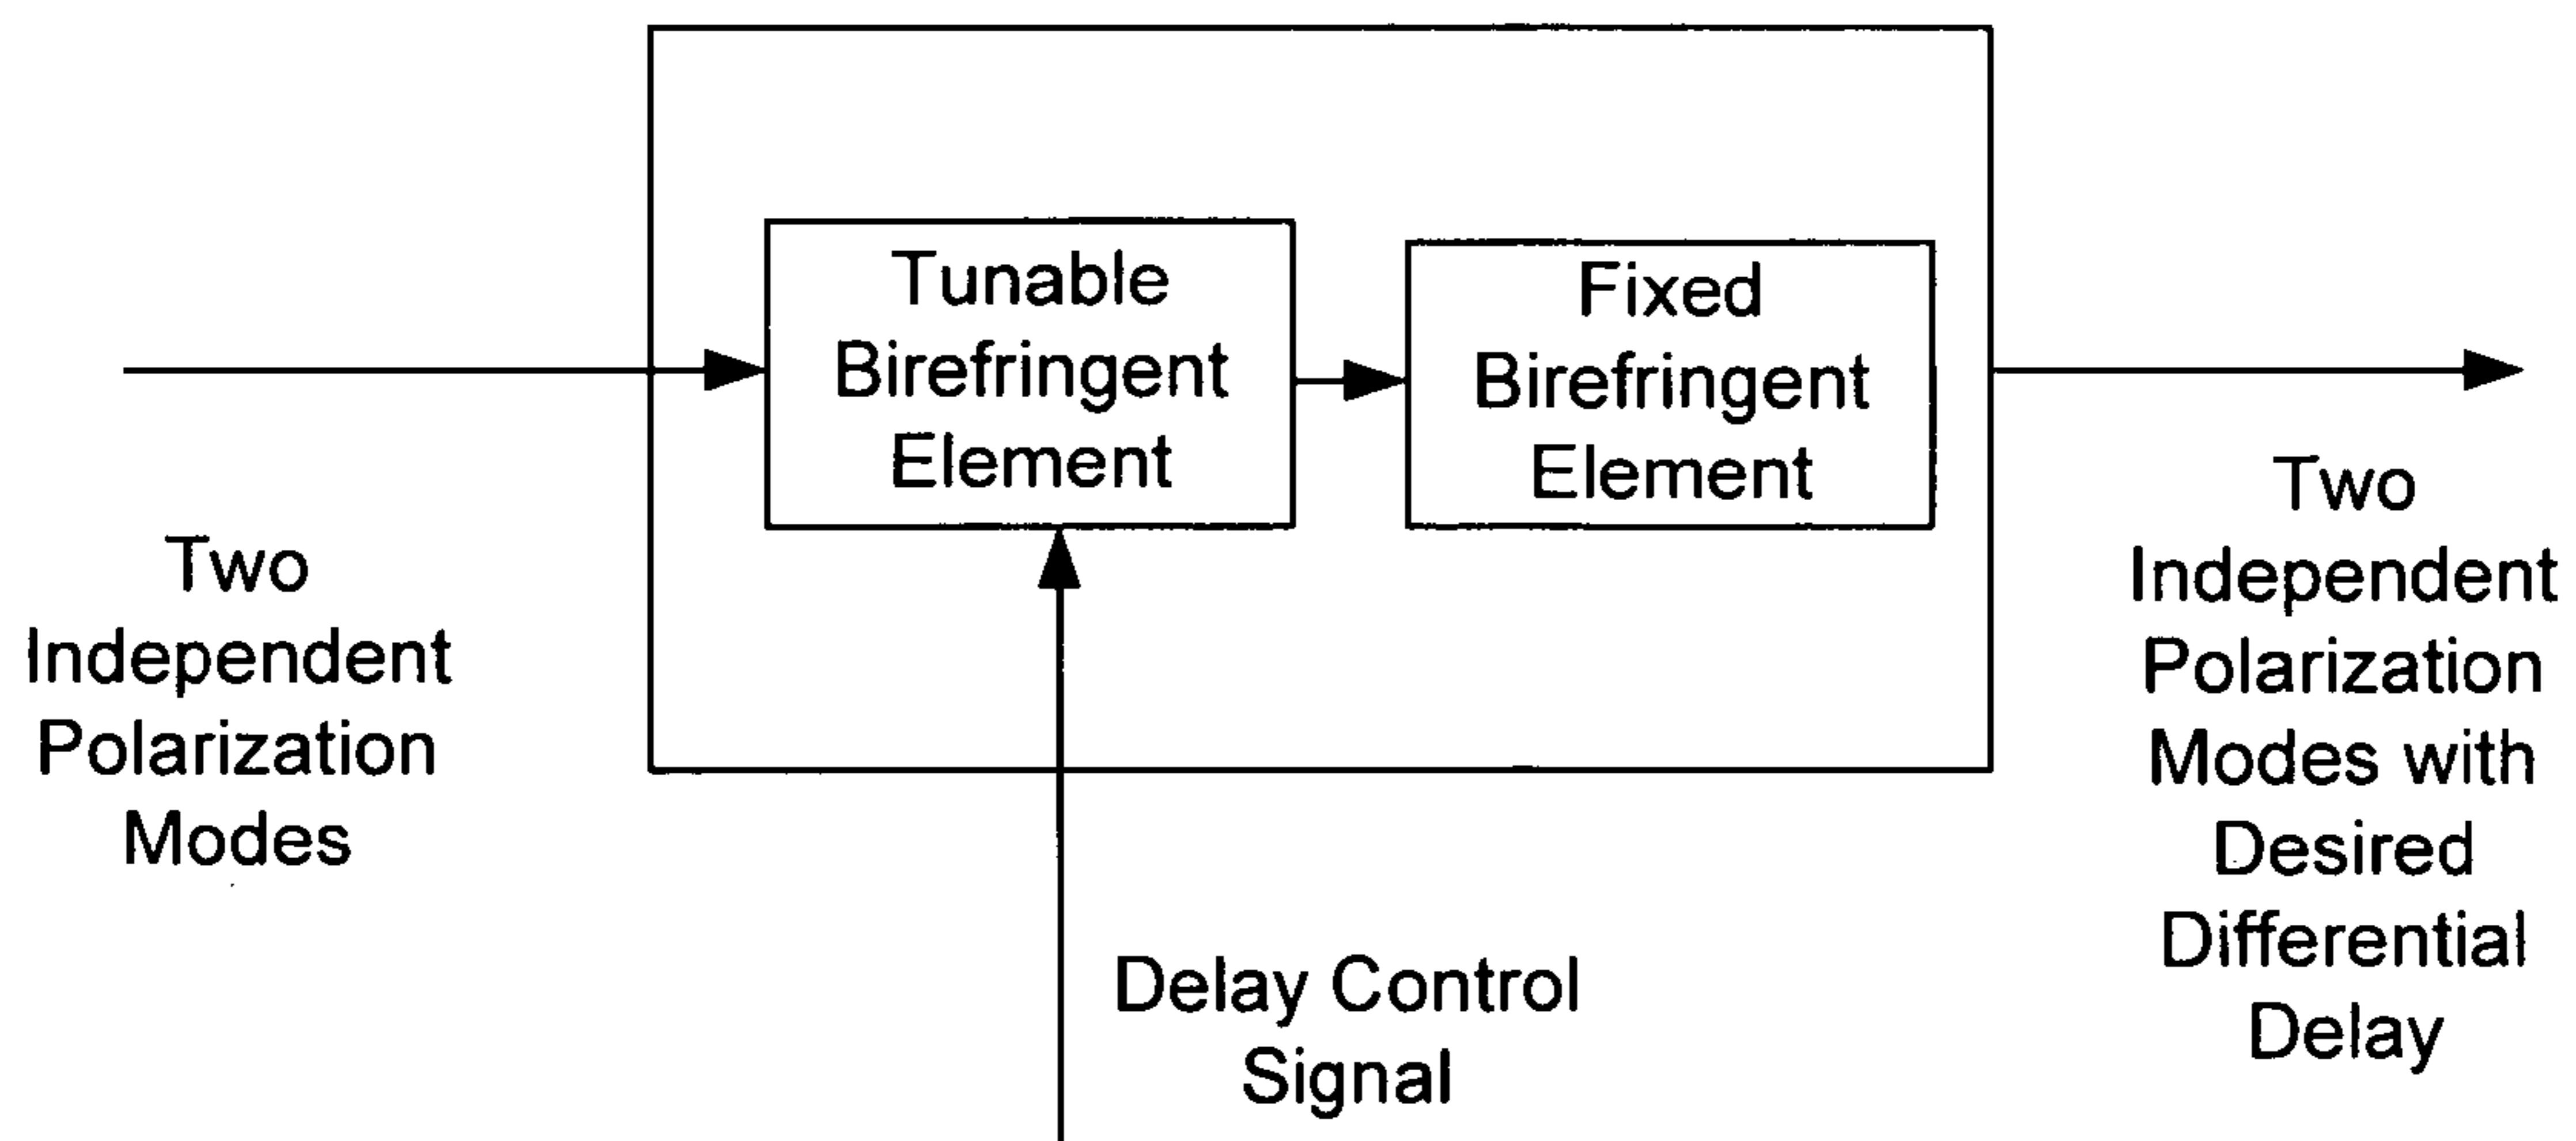 Tunable
Birefringent
Element
Fixed
Birefringent
Element
Two
Independent
Polarization
Modes
Two
Independent
Polarization
Modes with
Desired
Differential
Delay
Delay Control
Signal